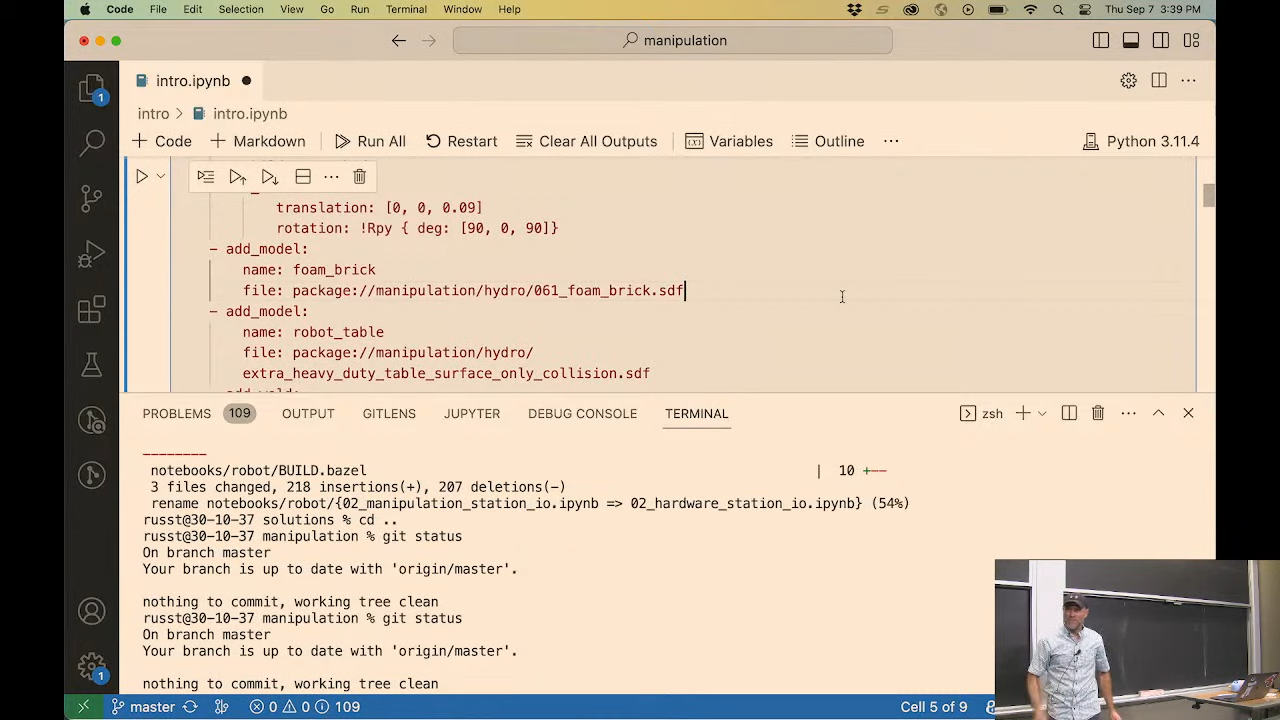 Code File Edit Selection View Go Run Terminal Window Help Thu Sep 7 3:39 PM
manipulation
intro.ipynb
intro > intro.ipynb
Code Markdown Run All Restart Clear All Outputs Variables Outline ... Python 3.11.4
translation: [0, 0, 0.09]
rotation: !Rpy { deg: [90, 0, 90]}
- add_model:
name: foam_brick
file: package://manipulation/hydro/061_foam_brick.sdf
- add_model:
name: robot_table
file: package://manipulation/hydro/
extra_heavy_duty_table_surface_only_collision.sdf
PROBLEMS 109 OUTPUT GITLENS JUPYTER DEBUG CONSOLE TERMINAL zsh
--------
notebooks/robot/BUILD.bazel | 10 +--
3 files changed, 218 insertions(+), 207 deletions(-)
rename notebooks/robot/{02_manipulation_station_io.ipynb => 02_hardware_station_io.ipynb} (54%)
russt@30-10-37 solutions % cd ..
russt@30-10-37 manipulation % git status
On branch master
Your branch is up to date with 'origin/master'.
nothing to commit, working tree clean
russt@30-10-37 manipulation % git status
On branch master
Your branch is up to date with 'origin/master'.
nothing to commit, working tree clean
1
1
master 0 0 109 Cell 5 of 9